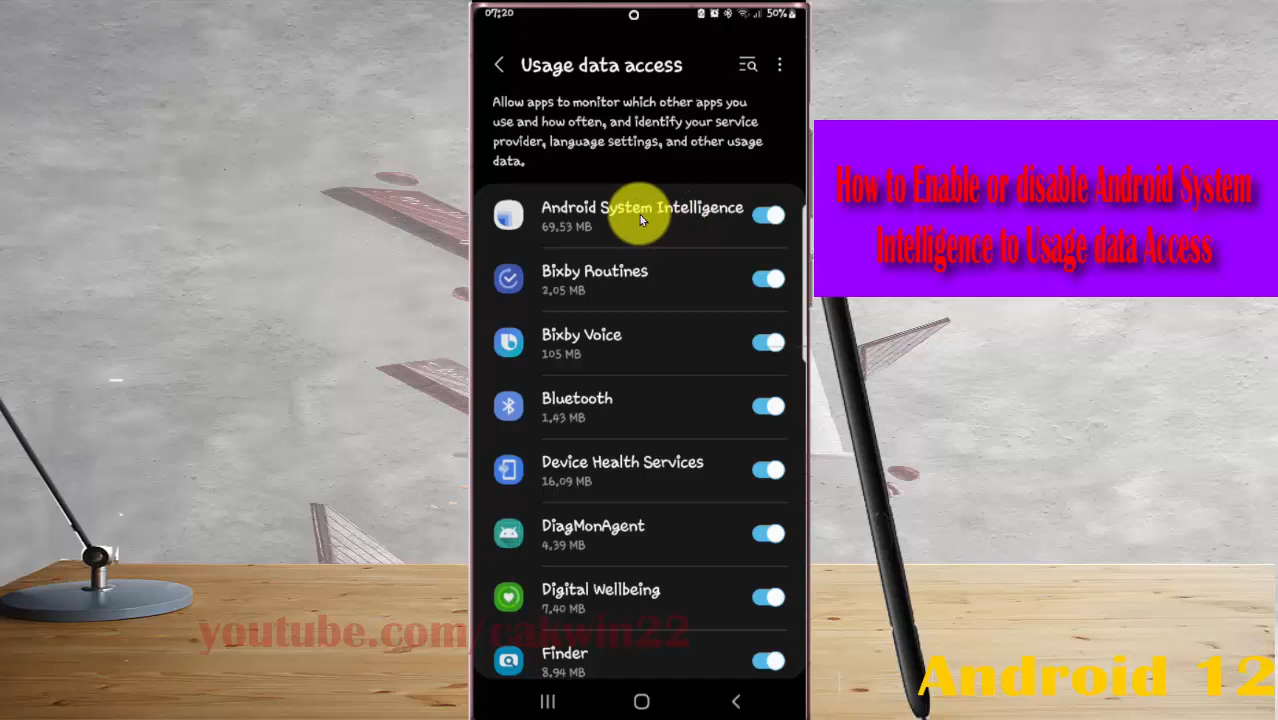 07:20
50%
Usage data access
Allow apps to monitor which other apps you
use and how often, and identify your service
provider, language settings, and other usage
data.
Android System Intelligence
69,53 MB
Bixby Routines
2,05 MB
Bixby Voice
105 MB
Bluetooth
1,43 MB
Device Health Services
16,09 MB
DiagMonAgent
4,39 MB
Digital Wellbeing
7,40 MB
Finder
8,94 MB
How to Enable or disable Android System
Intelligence to Usage data Access
youtube.com/cakwin22
Android 12